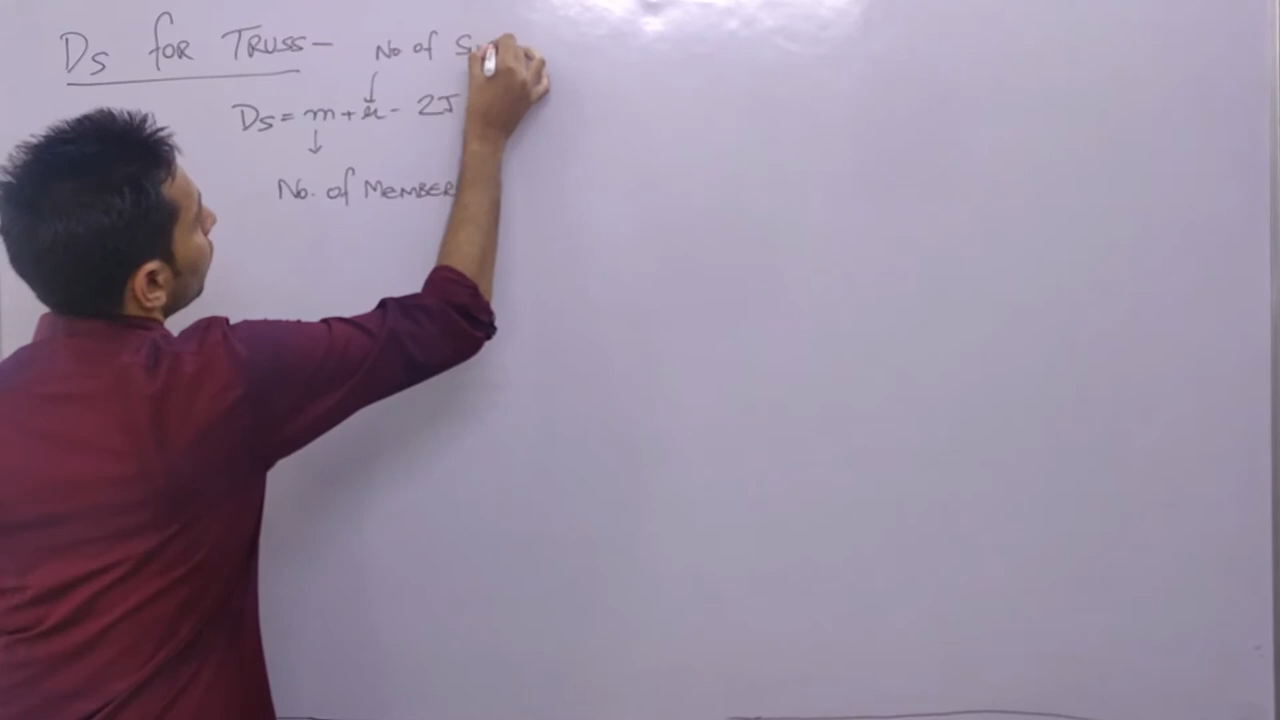 Ds for TRUSS-
No of
Ds = m + r - 2J
No. of MEMBER